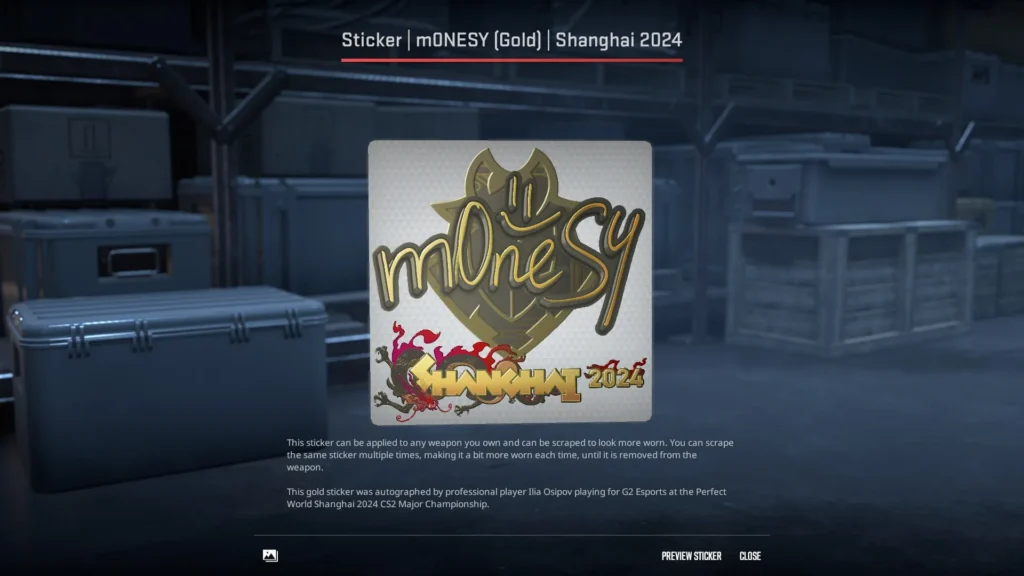 Sticker | m0NESY (Gold) | Shanghai 2024
m0NeSy
SHANGHAI 2024
This sticker can be applied to any weapon you own and can be scraped to look more worn. You can scrape
the same sticker multiple times, making it a bit more worn each time, until it is removed from the
weapon.
This gold sticker was autographed by professional player Ilia Osipov playing for G2 Esports at the Perfect
World Shanghai 2024 CS2 Major Championship.
PREVIEW STICKER CLOSE